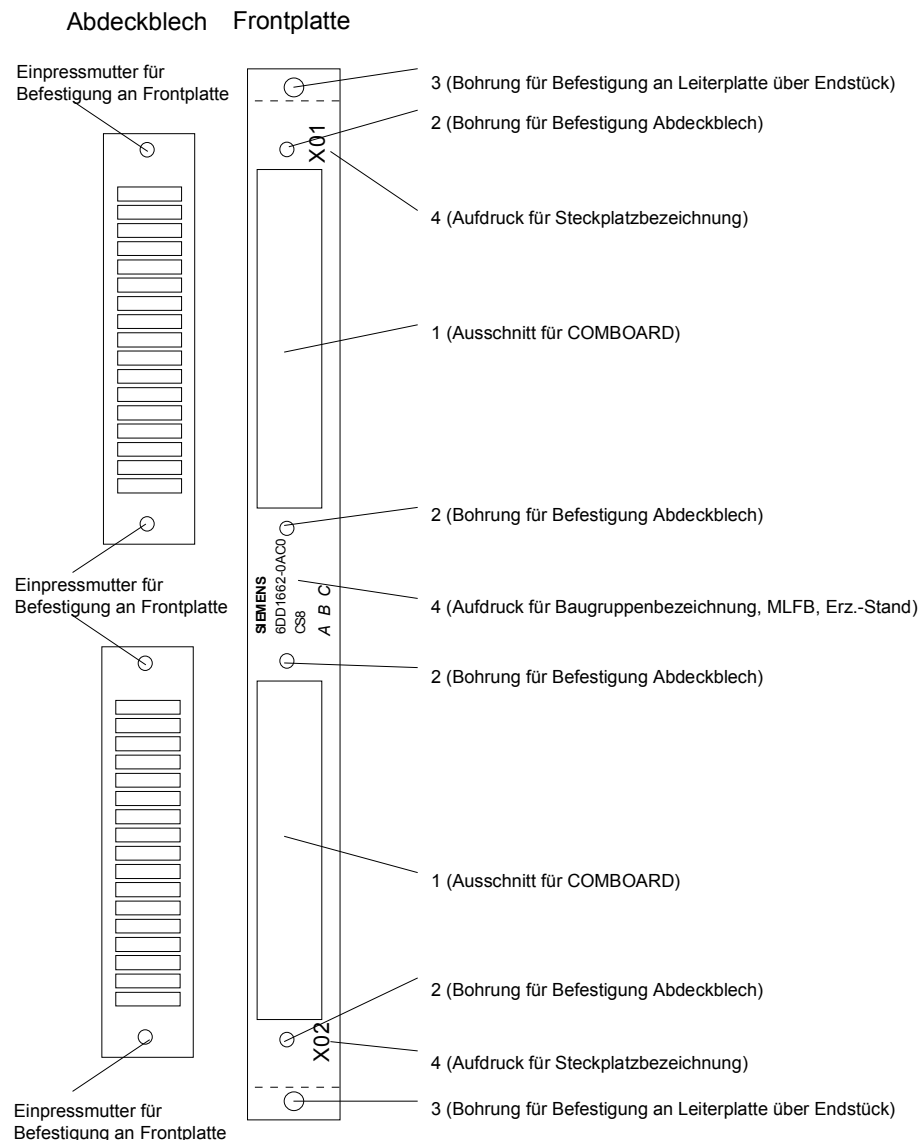 Abdeckblech Frontplatte
Einpressmutter für
Befestigung an Frontplatte
3 (Bohrung für Befestigung an Leiterplatte über Endstück)
2 (Bohrung für Befestigung Abdeckblech)
X01
4 (Aufdruck für Steckplatzbezeichnung)
1 (Ausschnitt für COMBOARD)
2 (Bohrung für Befestigung Abdeckblech)
Einpressmutter für
Befestigung an Frontplatte
SIEMENS
6DD1662-0AC0
CS8
A B C
4 (Aufdruck für Baugruppenbezeichnung, MLFB, Erz.-Stand)
2 (Bohrung für Befestigung Abdeckblech)
1 (Ausschnitt für COMBOARD)
2 (Bohrung für Befestigung Abdeckblech)
X02
4 (Aufdruck für Steckplatzbezeichnung)
3 (Bohrung für Befestigung an Leiterplatte über Endstück)
Einpressmutter für
Befestigung an Frontplatte